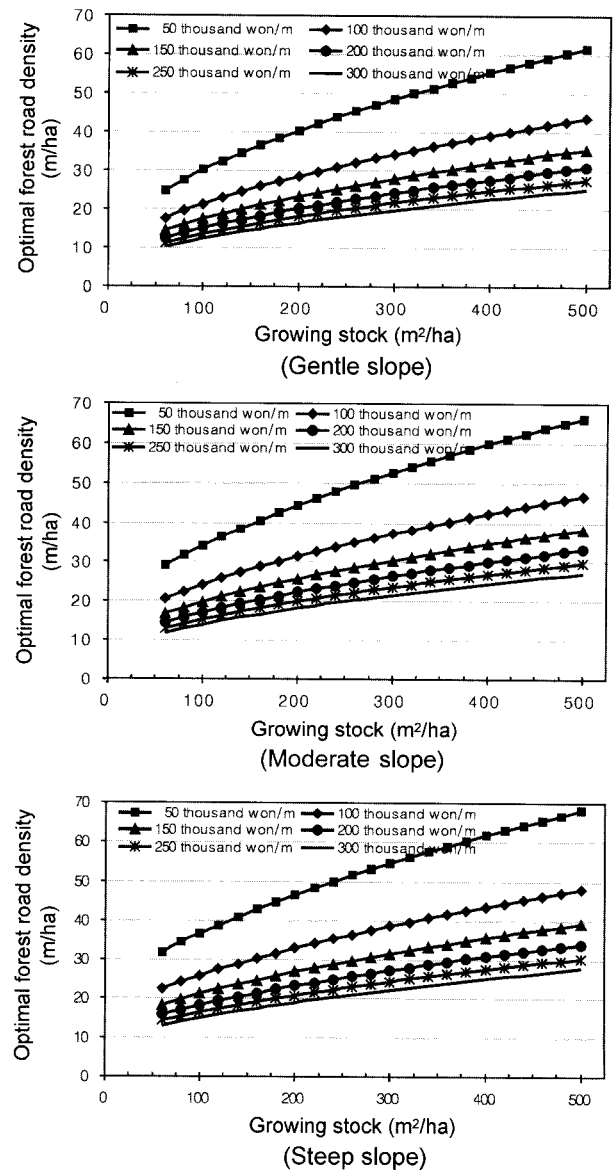 Optimal forest road density
(m/ha)
70
60
50
40
30
20
10
0
50 thousand won/m 100 thousand won/m
150 thousand won/m 200 thousand won/m
250 thousand won/m 300 thousand won/m
0 100 200 300 400 500
Growing stock (m²/ha)
(Gentle slope)
Optimal forest road density
(m/ha)
70
60
50
40
30
20
10
0
50 thousand won/m 100 thousand won/m
150 thousand won/m 200 thousand won/m
250 thousand won/m 300 thousand won/m
0 100 200 300 400 500
Growing stock (m²/ha)
(Moderate slope)
Optimal forest road density
(m/ha)
70
60
50
40
30
20
10
0
50 thousand won/m 100 thousand won/m
150 thousand won/m 200 thousand won/m
250 thousand won/m 300 thousand won/m
0 100 200 300 400 500
Growing stock (m²/ha)
(Steep slope)